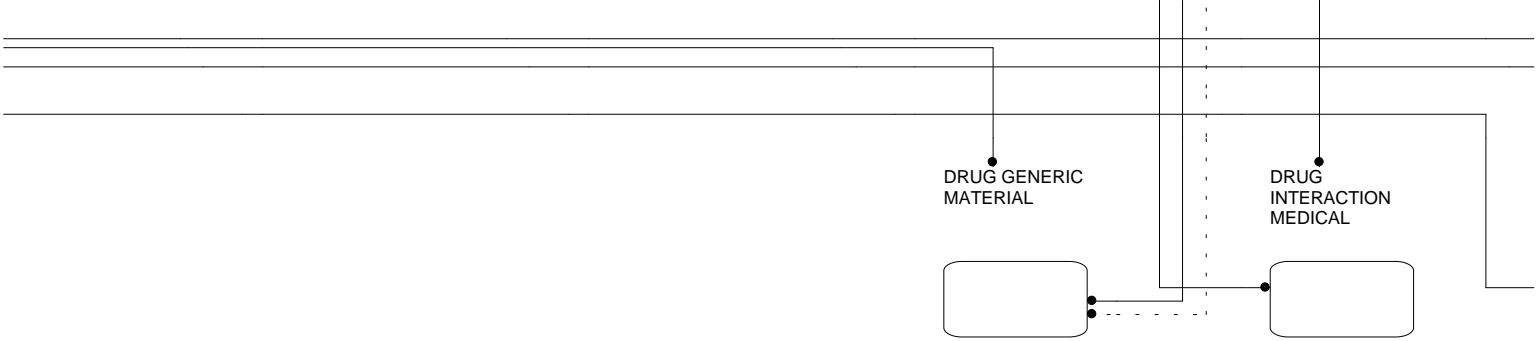 DRUG GENERIC
MATERIAL
DRUG
INTERACTION
MEDICAL